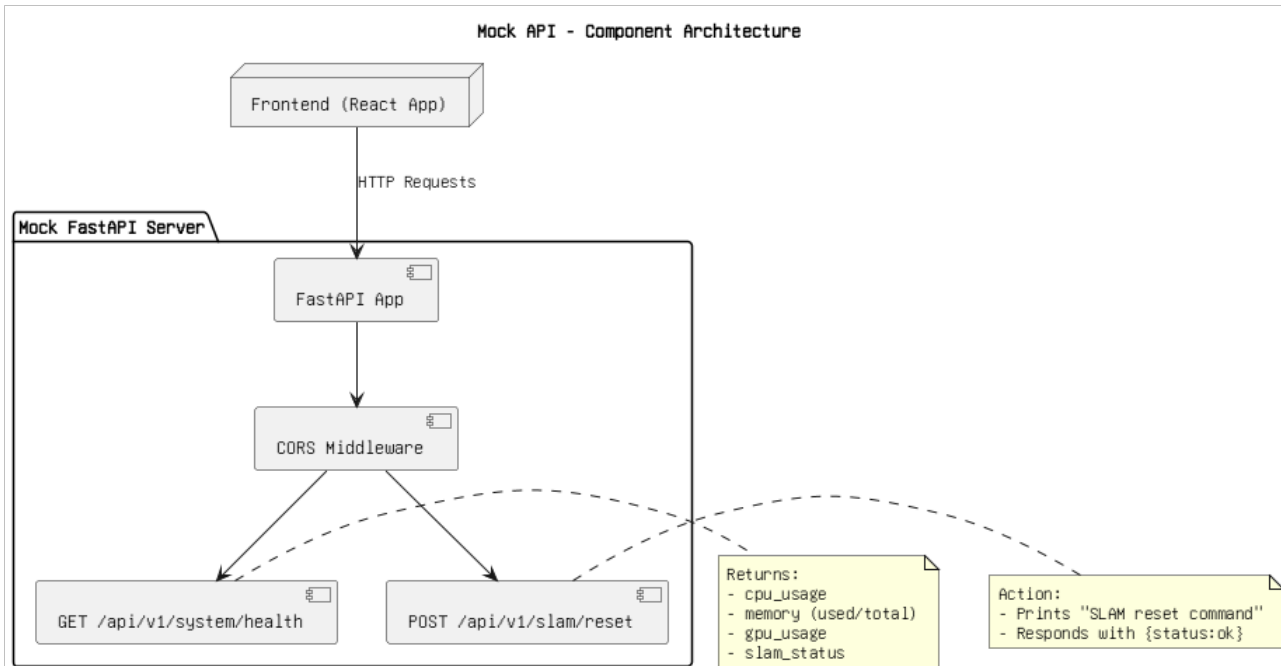 Mock API - Component Architecture
Frontend (React App)
HTTP Requests
Mock FastAPI Server
FastAPI App
CORS Middleware
GET /api/v1/system/health
POST /api/v1/slam/reset
Returns:
- cpu_usage
- memory (used/total)
- gpu_usage
- slam_status
Action:
- Prints "SLAM reset command"
- Responds with {status:ok}